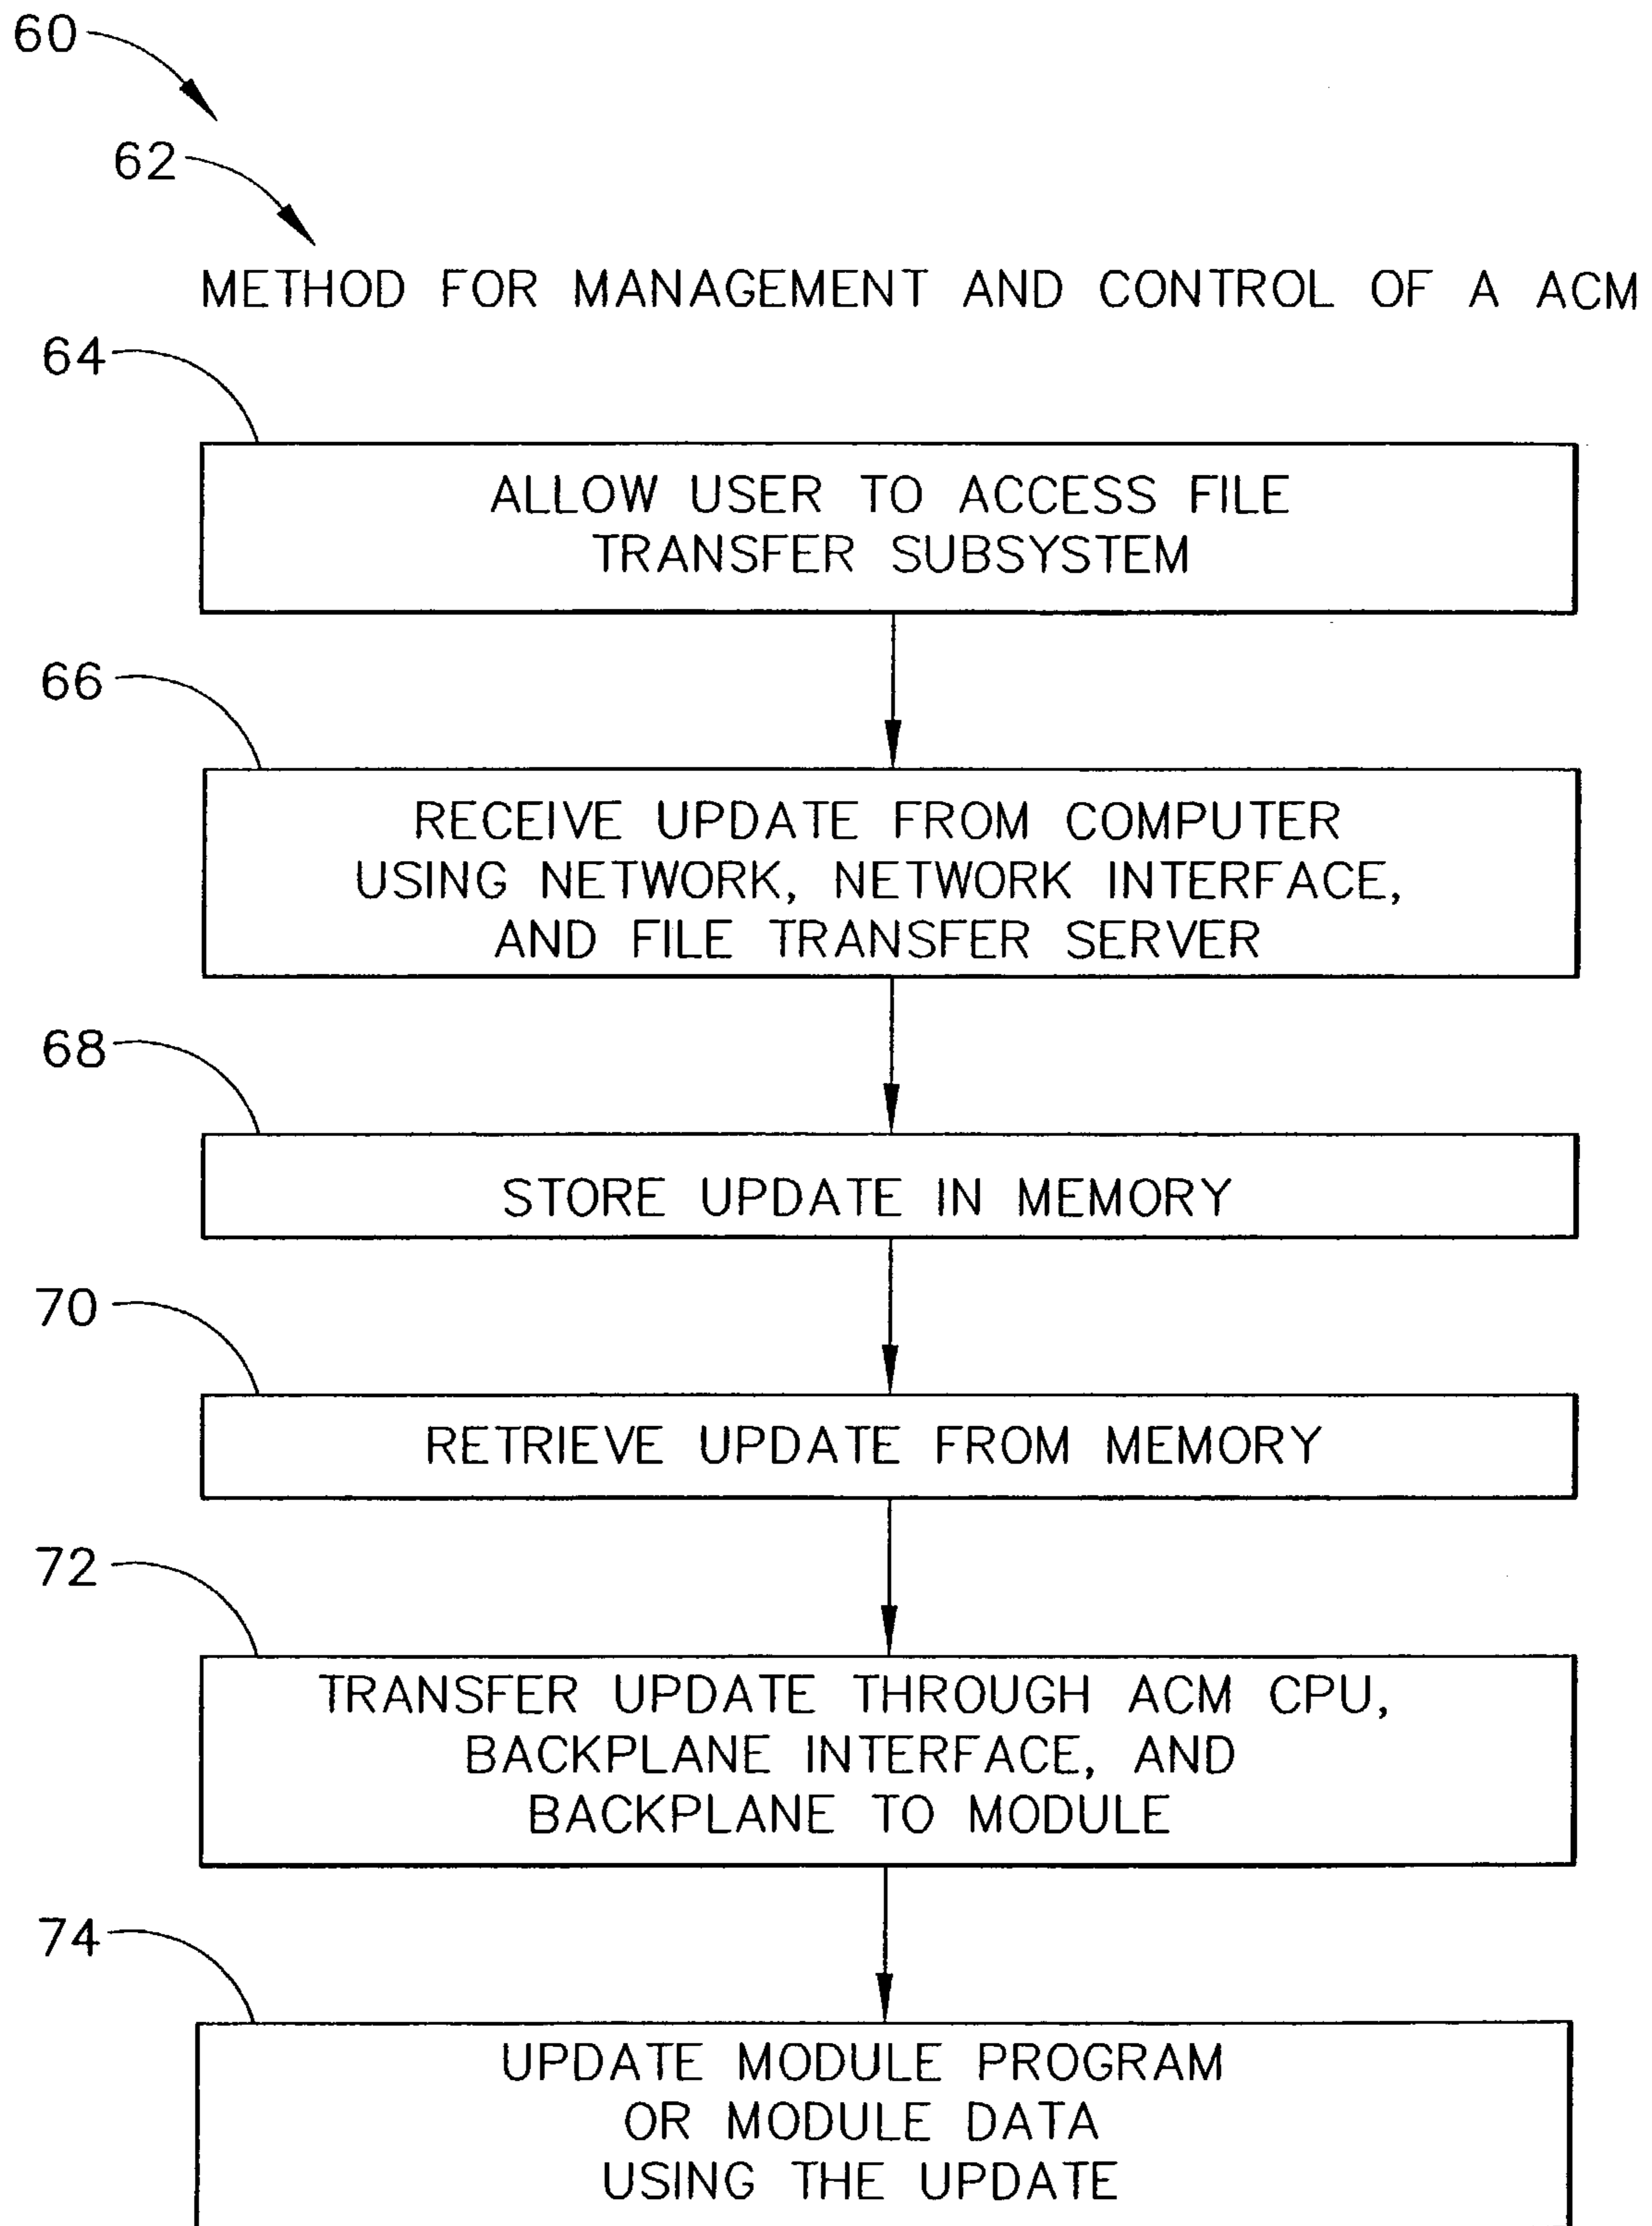 60
62
METHOD FOR MANAGEMENT AND CONTROL OF A ACM
64
ALLOW USER TO ACCESS FILE
TRANSFER SUBSYSTEM
66
RECEIVE UPDATE FROM COMPUTER
USING NETWORK, NETWORK INTERFACE,
AND FILE TRANSFER SERVER
68
STORE UPDATE IN MEMORY
70
RETRIEVE UPDATE FROM MEMORY
72
TRANSFER UPDATE THROUGH ACM CPU,
BACKPLANE INTERFACE, AND
BACKPLANE TO MODULE
74
UPDATE MODULE PROGRAM
OR MODULE DATA
USING THE UPDATE